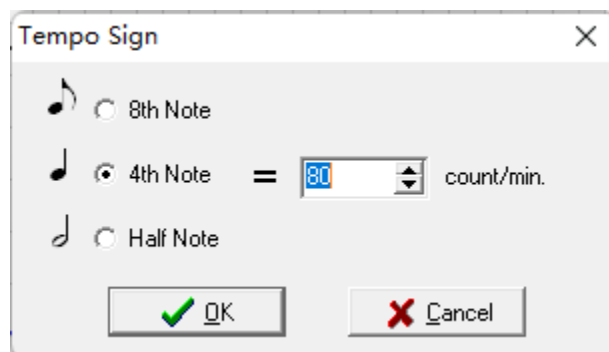 Tempo Sign
8th Note
4th Note = 80 count/min.
Half Note
OK Cancel